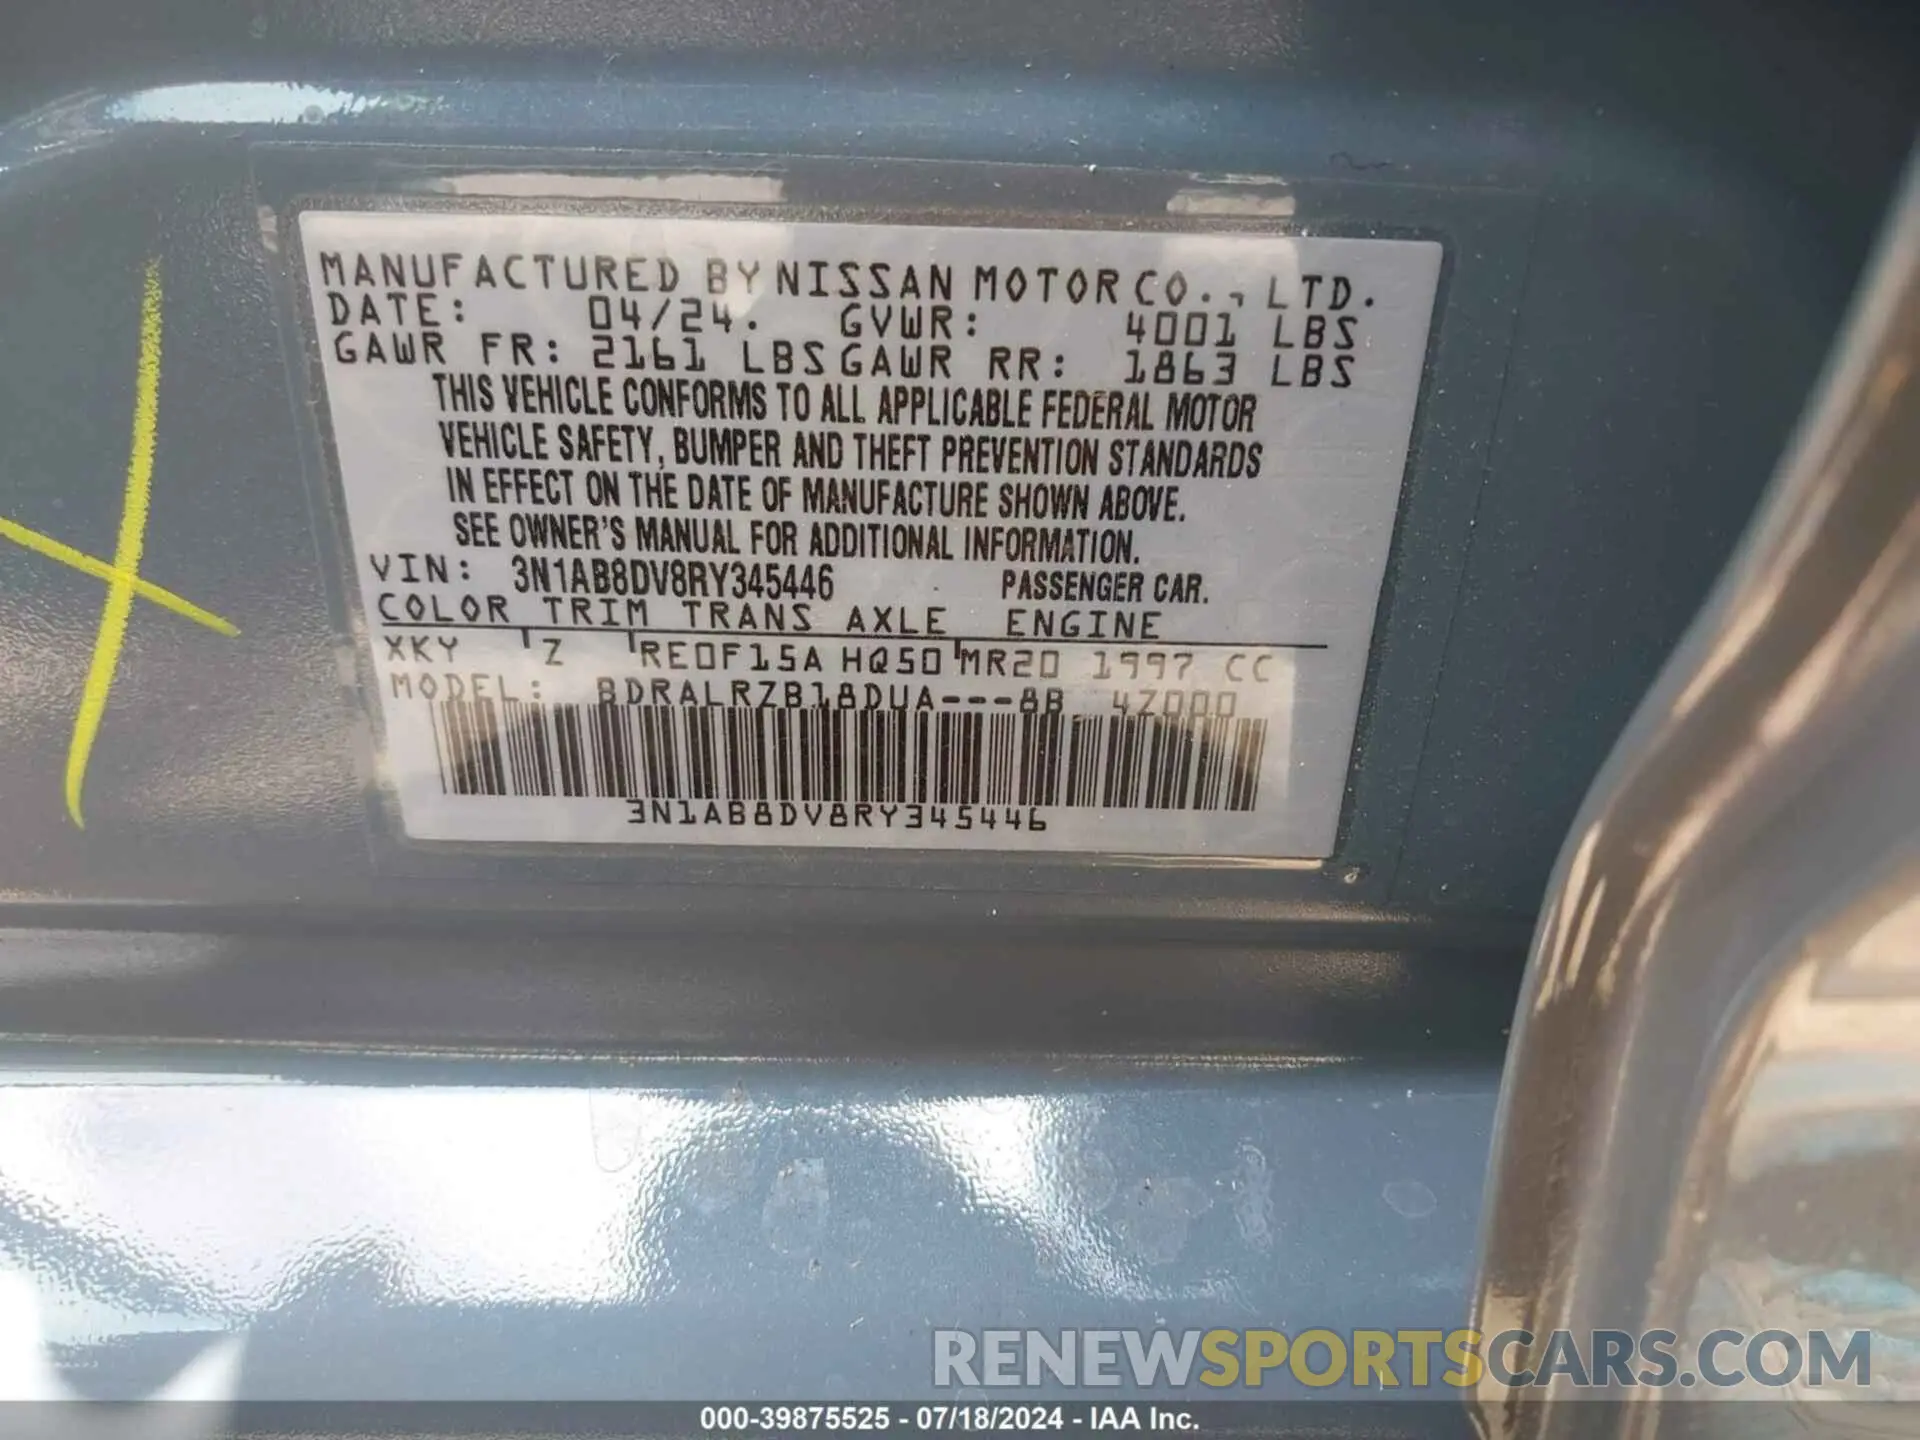 MANUFACTURED BY NISSAN MOTOR CO., LTD.
DATE: 04/24. GVWR: 4001 LBS
GAWR FR: 2161 LBS GAWR RR: 1863 LBS
THIS VEHICLE CONFORMS TO ALL APPLICABLE FEDERAL MOTOR
VEHICLE SAFETY, BUMPER AND THEFT PREVENTION STANDARDS
IN EFFECT ON THE DATE OF MANUFACTURE SHOWN ABOVE.
SEE OWNER'S MANUAL FOR ADDITIONAL INFORMATION.
VIN: 3N1AB8DV8RY345446 PASSENGER CAR.
COLOR TRIM TRANS AXLE ENGINE
XKY Z RE0F15A HQ50 MR20 1997 CC
MODEL: BDRALRZB18DUA---8B 4Z000
3N1AB8DV8RY345446
RENEWSPORTSCARS.COM
000-39875525 - 07/18/2024 - IAA Inc.